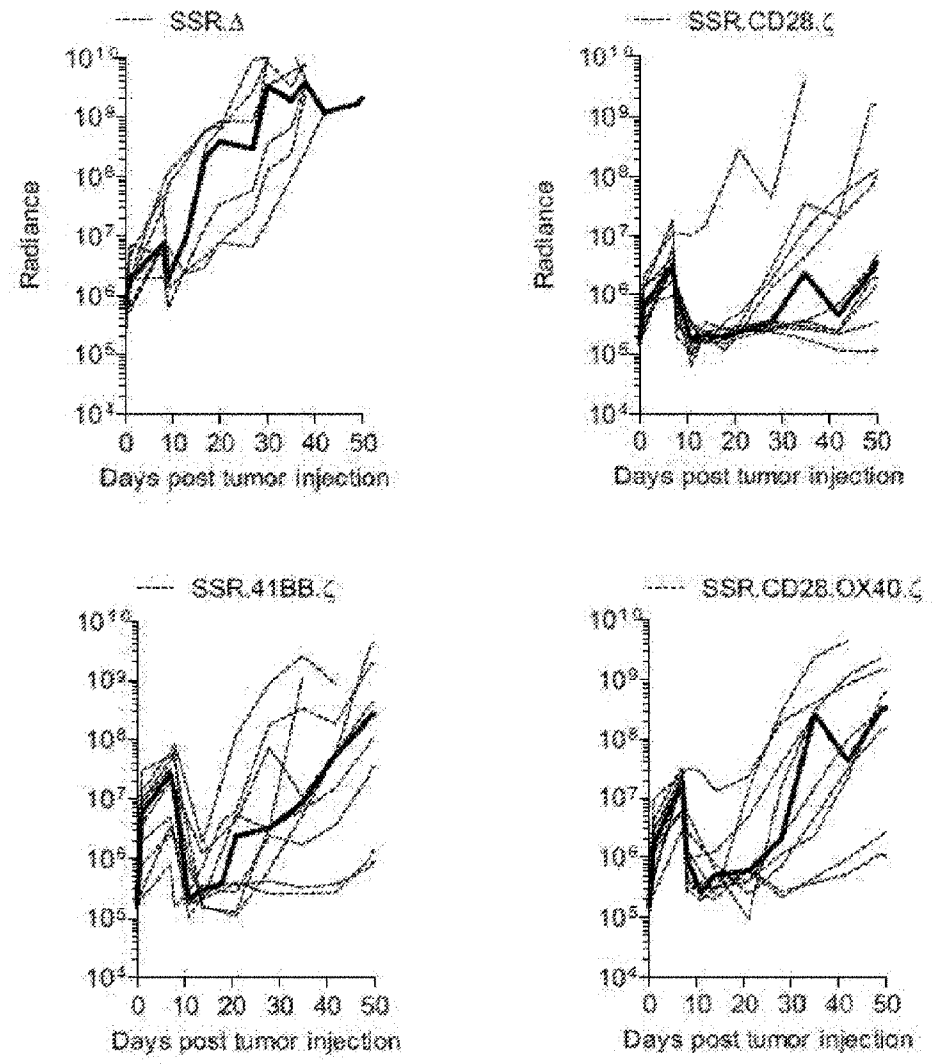 SSR.Δ
10¹⁰
10⁹
10⁸
10⁷
10⁶
10⁵
10⁴
Radiance
0 10 20 30 40 50
Days post tumor injection
SSR.CD28.ζ
10¹⁰
10⁹
10⁸
10⁷
10⁶
10⁵
10⁴
Radiance
0 10 20 30 40 50
Days post tumor injection
SSR.41BB.ζ
10¹⁰
10⁹
10⁸
10⁷
10⁶
10⁵
10⁴
0 10 20 30 40 50
Days post tumor injection
SSR.CD28.OX40.ζ
10¹⁰
10⁹
10⁸
10⁷
10⁶
10⁵
10⁴
0 10 20 30 40 50
Days post tumor injection